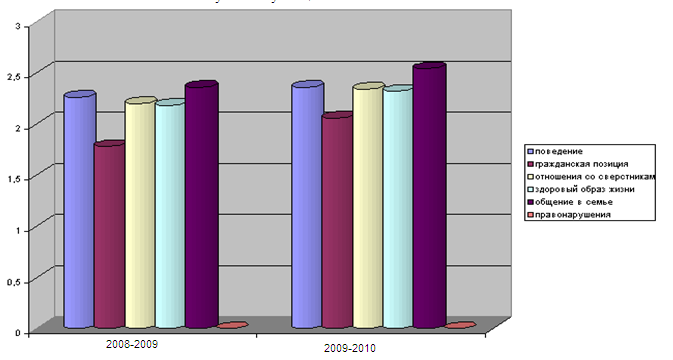 3
2,5
2
1,5
1
0,5
0
2008-2009
2009-2010
поведение
гражданская позиция
отношения со сверстникам
здоровый образ жизни
общение в семье
правонарушения